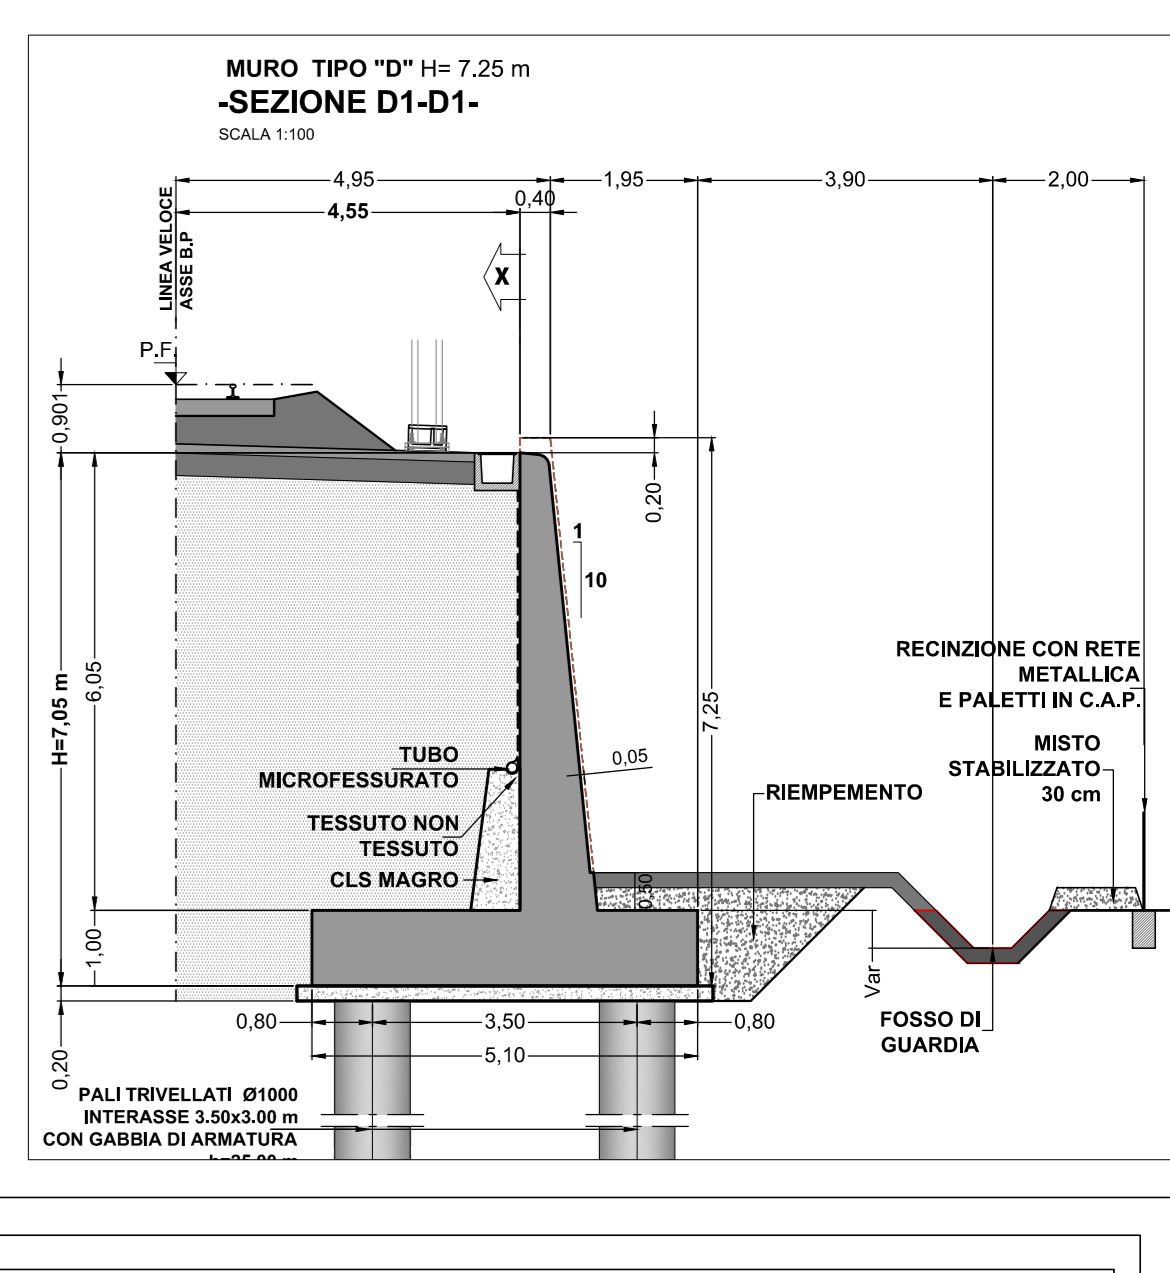 MURO TIPO "D" H= 7.25 m
-SEZIONE D1-D1-
SCALA 1:100
4,95
1,95
3,90
2,00
0,40
4,55
LINEA VELOCE
ASSE B.P
X
P.F.
0,901
0,20
1
10
RECINZIONE CON RETE
METALLICA
E PALETTI IN C.A.P.
H=7,05 m
6,05
7,25
MISTO
STABILIZZATO
30 cm
TUBO
MICROFESSURATO
0,05
RIEMPEMENTO
TESSUTO NON
TESSUTO
CLS MAGRO
0,50
1,00
Var
0,80
3,50
0,80
FOSSO DI
GUARDIA
5,10
0,20
PALI TRIVELLATI Ø1000
INTERASSE 3.50x3.00 m
CON GABBIA DI ARMATURA